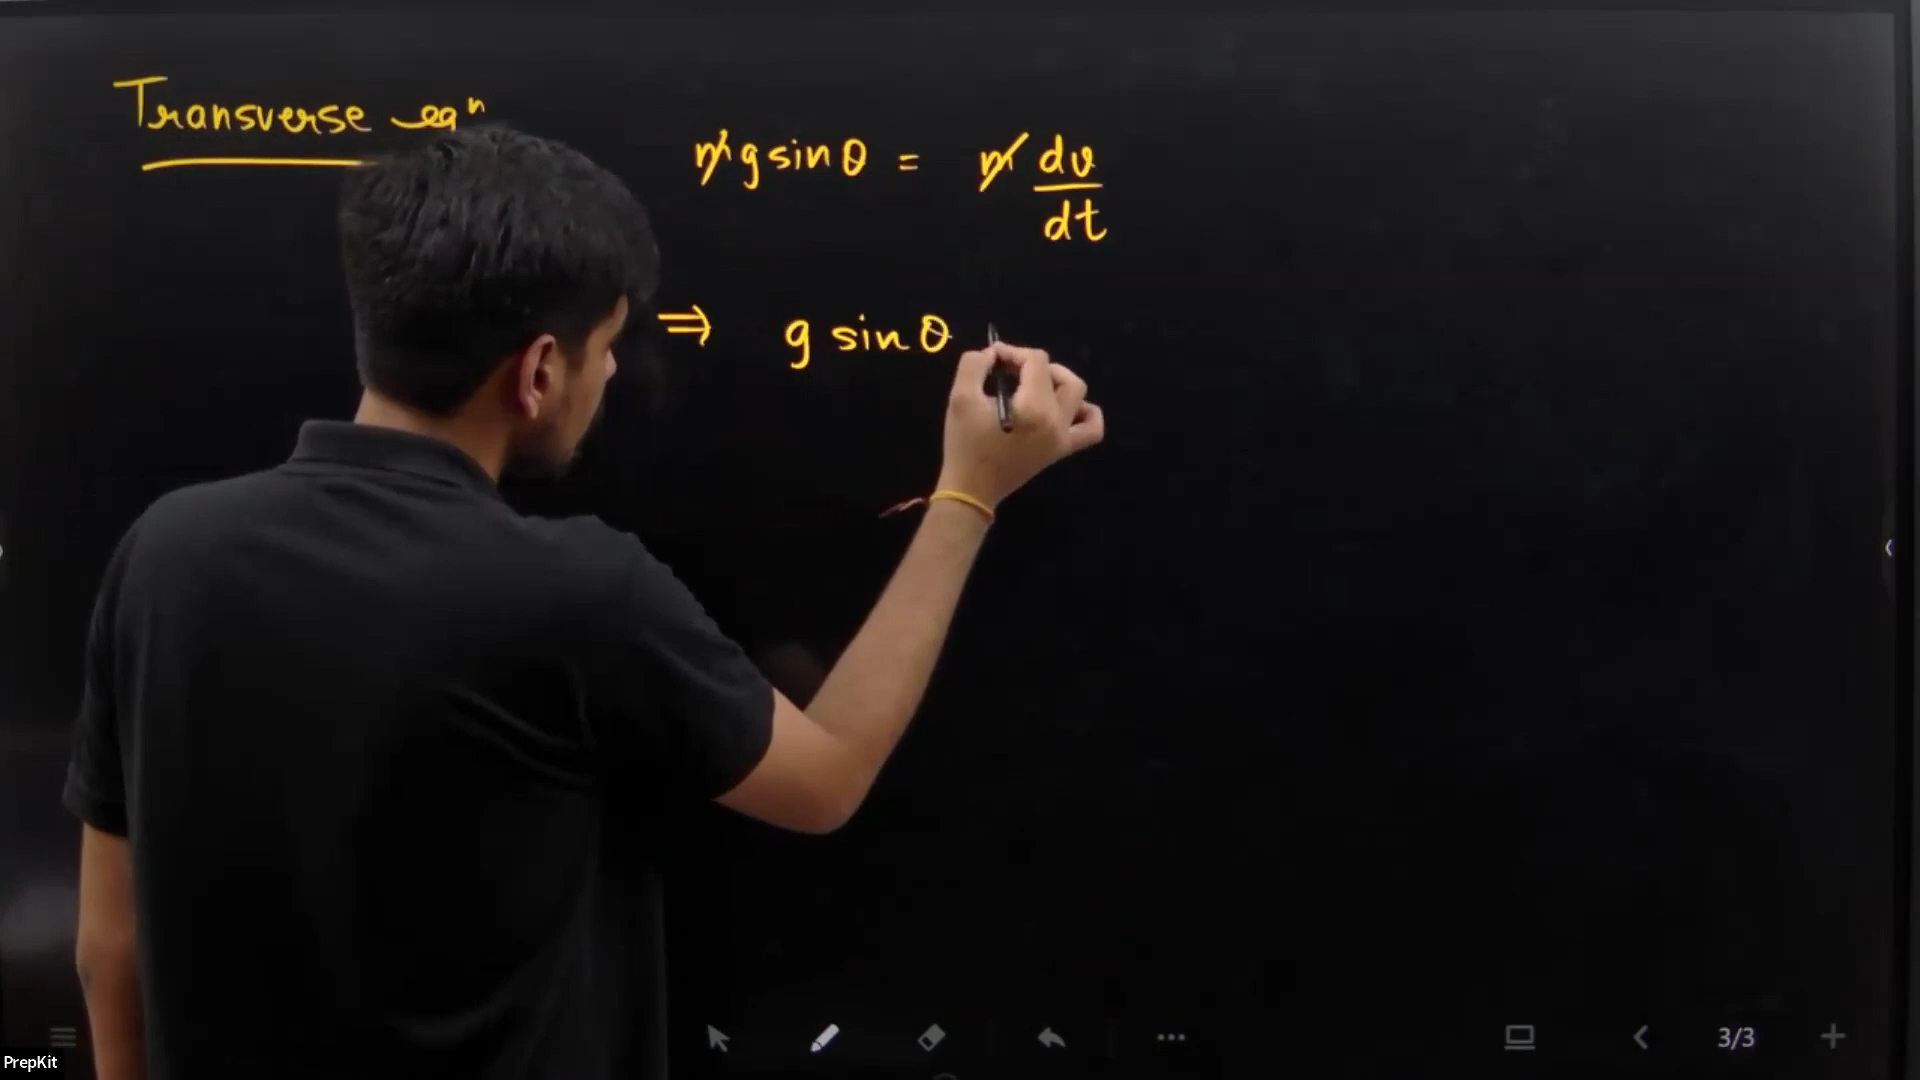 Transverse eqⁿ
mg sin θ = m dv
dt
⇒ g sin θ
3/3
PrepKit